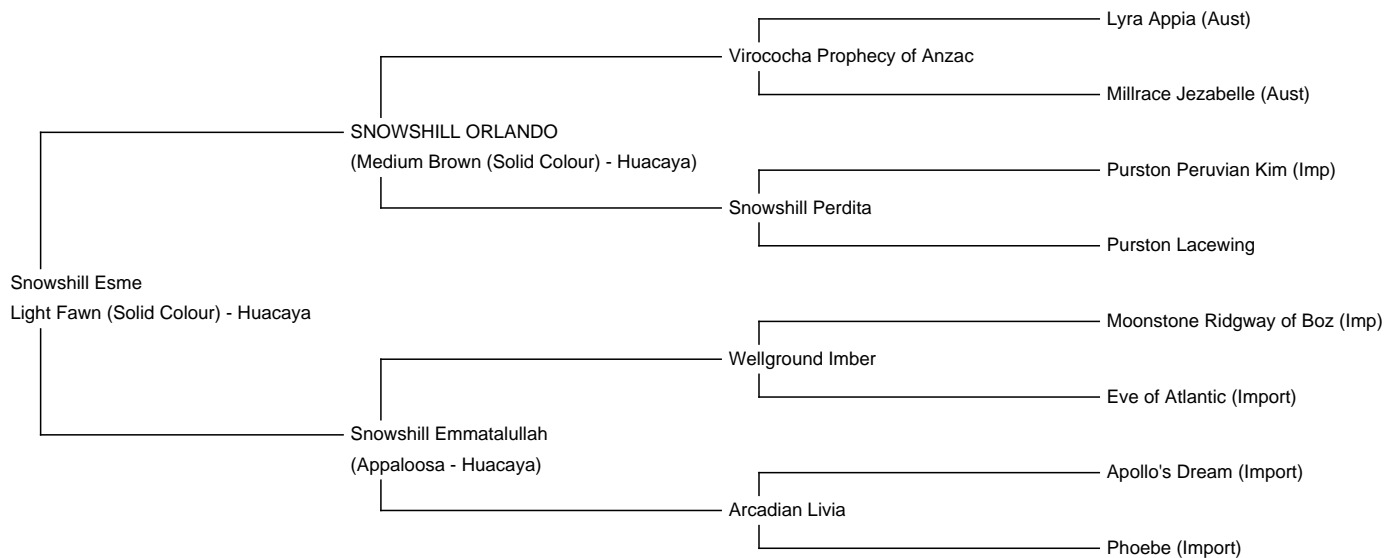 Lyra Appia (Aust)
Virococha Prophecy of Anzac
Millrace Jezabelle (Aust)
SNOWSHILL ORLANDO
(Medium Brown (Solid Colour) - Huacaya)
Purston Peruvian Kim (Imp)
Snowshill Perdita
Purston Lacewing
Snowshill Esme
Light Fawn (Solid Colour) - Huacaya
Moonstone Ridgway of Boz (Imp)
Wellground Imber
Eve of Atlantic (Import)
Snowshill Emmatalullah
(Appaloosa - Huacaya)
Apollo's Dream (Import)
Arcadian Livia
Phoebe (Import)